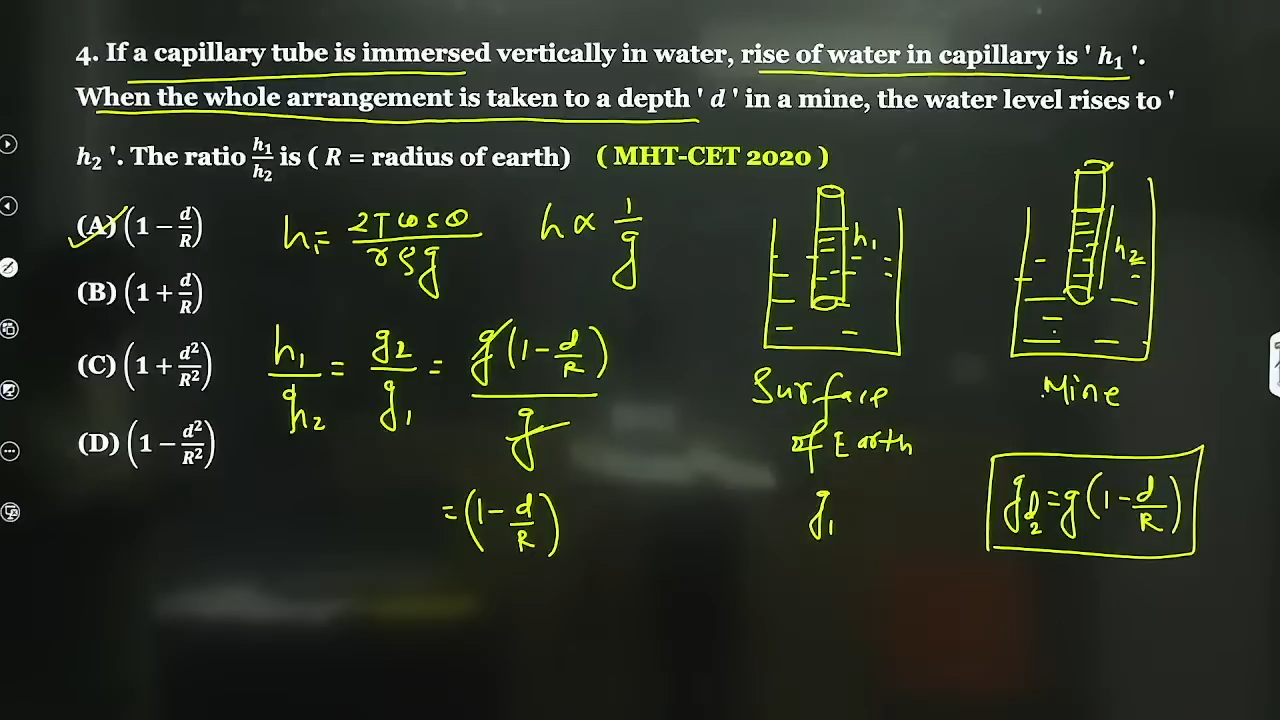 4. If a capillary tube is immersed vertically in water, rise of water in capillary is ' h₁ '.
When the whole arrangement is taken to a depth ' d ' in a mine, the water level rises to '
h₂ '. The ratio h₁/h₂ is ( R = radius of earth) ( MHT-CET 2020 )
(A) (1 − d/R)
(B) (1 + d/R)
(C) (1 + d²/R²)
(D) (1 − d²/R²)
h₁ = 2T cos θ / rρg
h ∝ 1/g
h₁/h₂ = g₂/g₁ = g(1 − d/R) / g
= (1 − d/R)
h₁
Surface
of Earth
g₁
h₂
Mine
g_d₂ = g(1 − d/R)